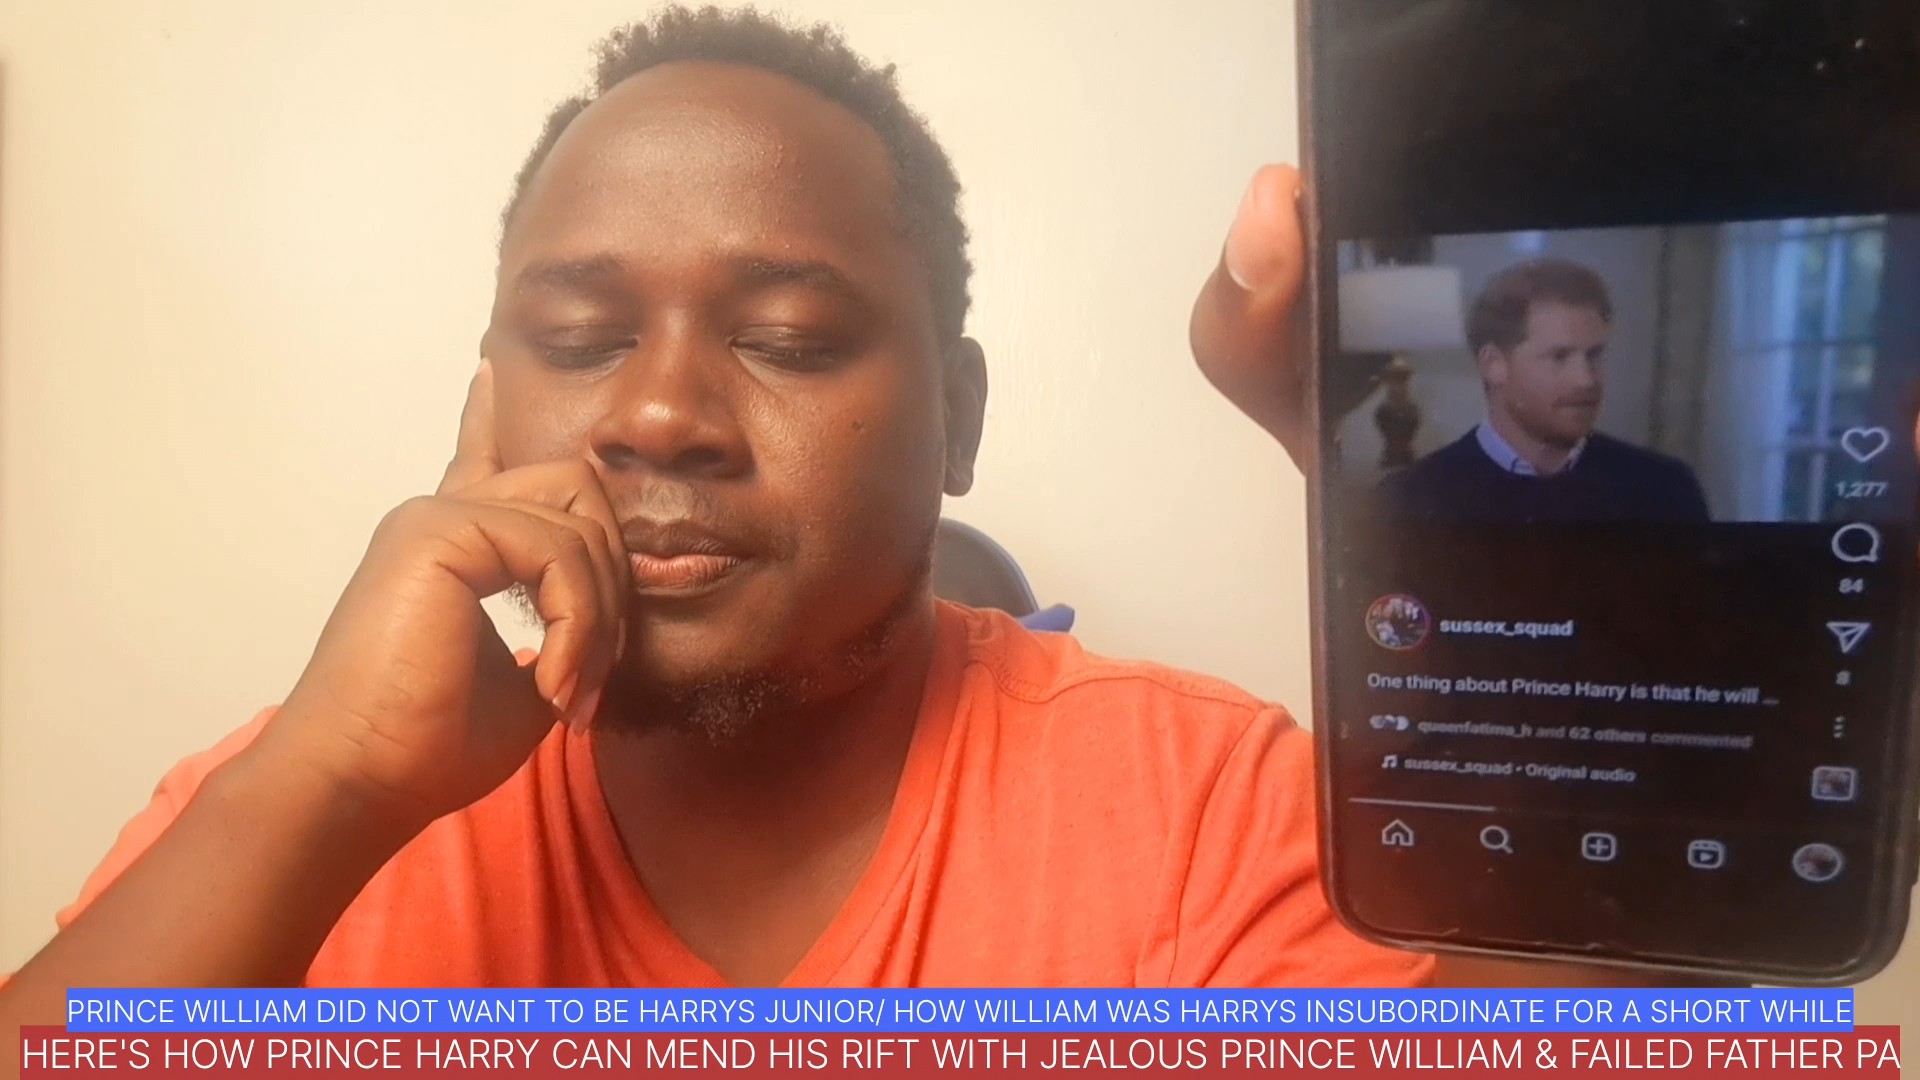 1,277
84
8
sussex_squad
One thing about Prince Harry is that he will ...
queenfatima_h and 62 others commented
sussex_squad • Original audio
PRINCE WILLIAM DID NOT WANT TO BE HARRYS JUNIOR/ HOW WILLIAM WAS HARRYS INSUBORDINATE FOR A SHORT WHILE
HERE'S HOW PRINCE HARRY CAN MEND HIS RIFT WITH JEALOUS PRINCE WILLIAM & FAILED FATHER PA